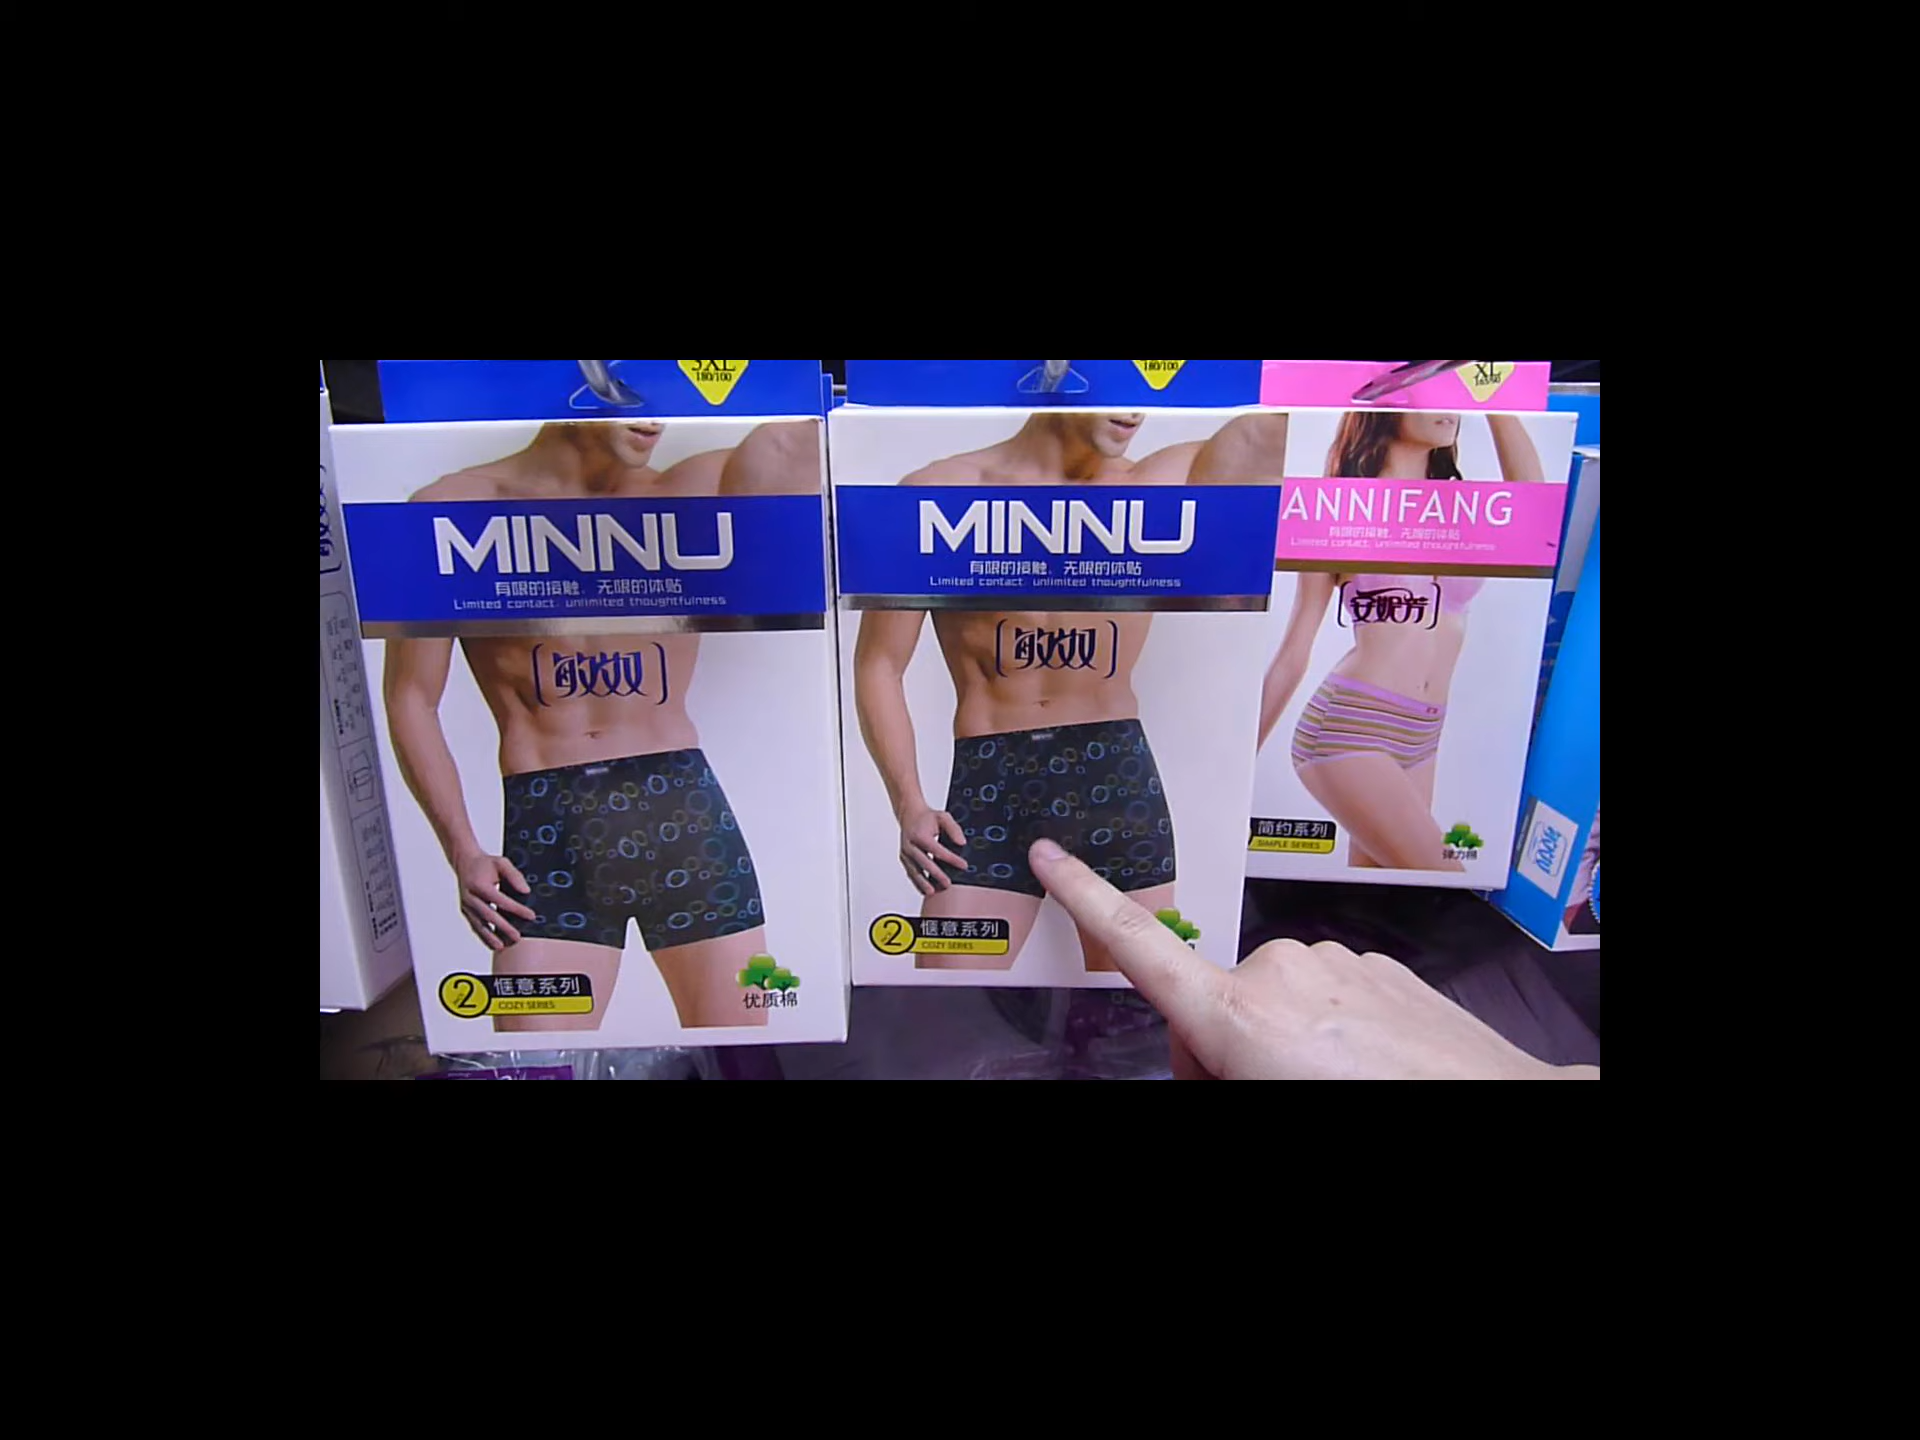 3XL
180/100
MINNU
有限的接触，无限的体贴
Limited contact, unlimited thoughtfulness
敏奴
2
惬意系列
COZY SERIES
优质棉
180/100
MINNU
有限的接触，无限的体贴
Limited contact, unlimited thoughtfulness
敏奴
2
惬意系列
COZY SERIES
XL
165/90
ANNIFANG
有限的接触，无限的体贴
Limited contact, unlimited thoughtfulness
安妮芳
简约系列
SIMPLE SERIES
弹力棉